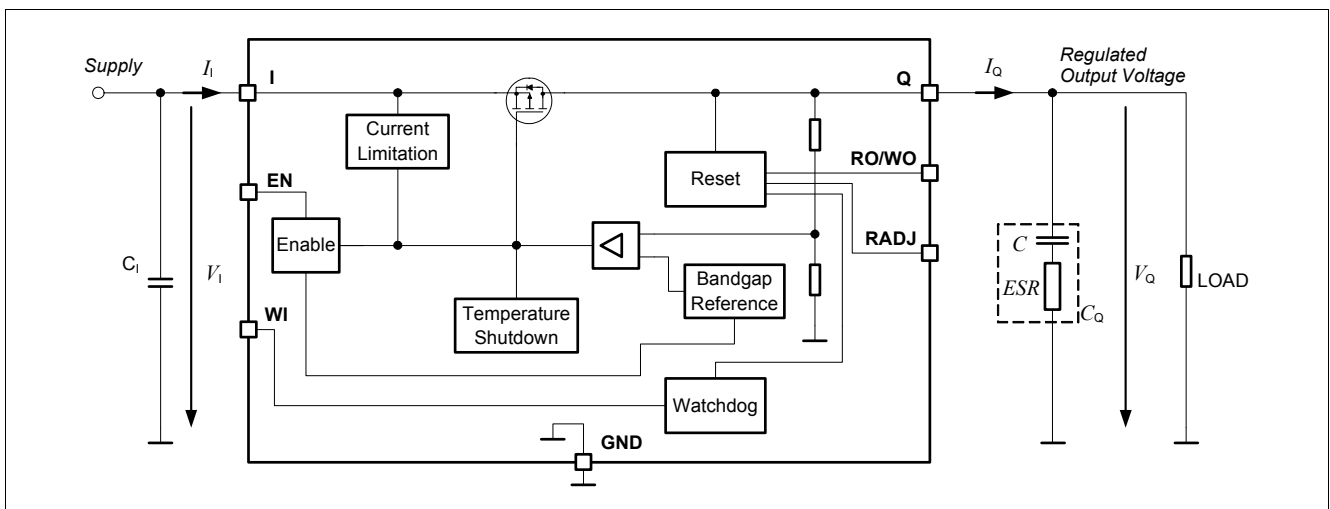 Supply
I_I
I
Q
I_Q
Regulated
Output Voltage
Current
Limitation
RO/WO
Reset
EN
Enable
RADJ
C_I
V_I
Bandgap
Reference
C
ESR
C_Q
V_Q
LOAD
WI
Temperature
Shutdown
Watchdog
GND